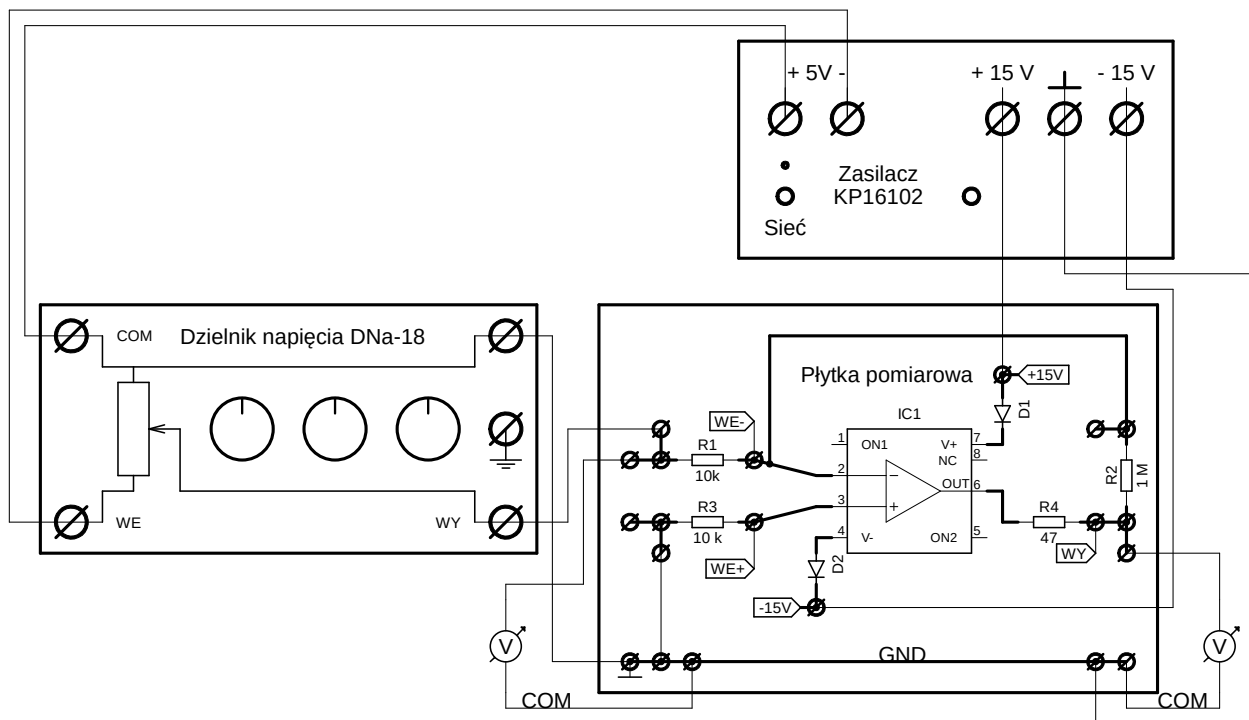 + 5V -
+ 15 V
- 15 V
Zasilacz
KP16102
Sieć
COM
Dzielnik napięcia DNa-18
WE
WY
Płytka pomiarowa
+15V
D1
IC1
WE-
R1
10k
1
ON1
V+
7
NC
8
2
−
OUT
6
R2
1 M
3
+
R3
10 k
R4
47
4
V-
ON2
5
WY
WE+
D2
-15V
V
V
GND
COM
COM